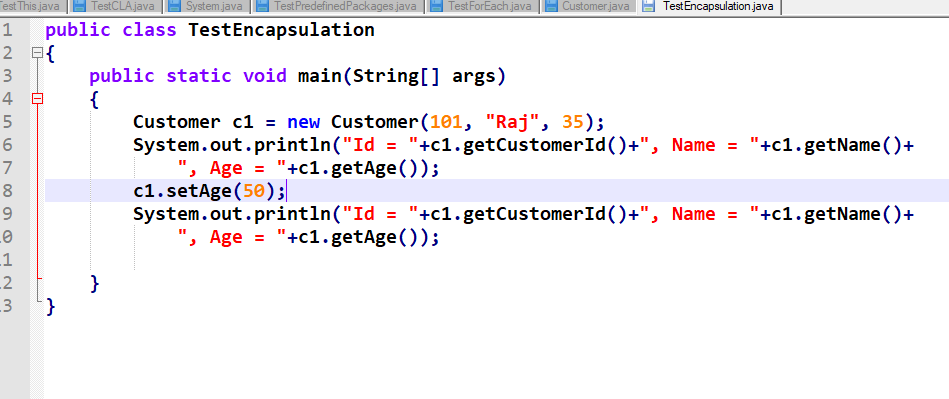 TestThis.java TestCLA.java System.java TestPredefinedPackages.java TestForEach.java Customer.java TestEncapsulation.java
1 public class TestEncapsulation
2 {
3 public static void main(String[] args)
4 {
5 Customer c1 = new Customer(101, "Raj", 35);
6 System.out.println("Id = "+c1.getCustomerId()+", Name = "+c1.getName()+
7 ", Age = "+c1.getAge());
8 c1.setAge(50);
9 System.out.println("Id = "+c1.getCustomerId()+", Name = "+c1.getName()+
0 ", Age = "+c1.getAge());
1
2 }
3 }